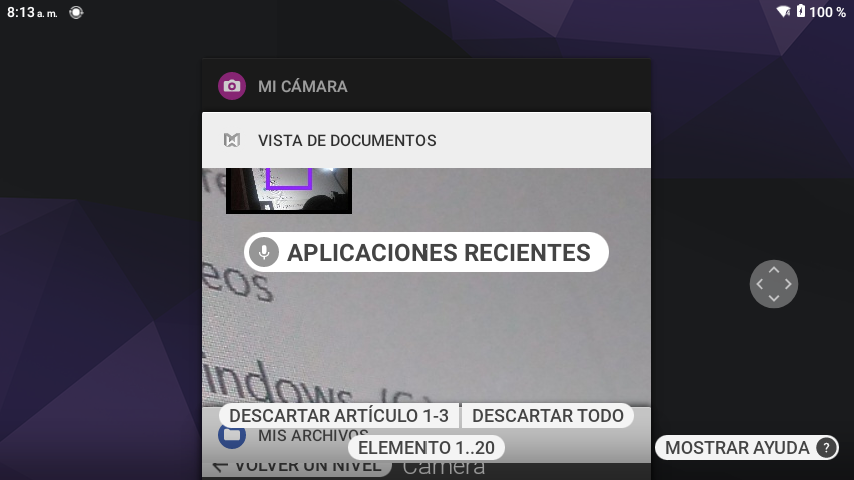 8:13 a. m.
100 %
MI CÁMARA
VISTA DE DOCUMENTOS
re
APLICACIONES RECIENTES
eos
indows
DESCARTAR ARTÍCULO 1-3
DESCARTAR TODO
MIS ARCHIVOS
ELEMENTO 1..20
MOSTRAR AYUDA ?
VOLVER UN NIVEL
Cámara